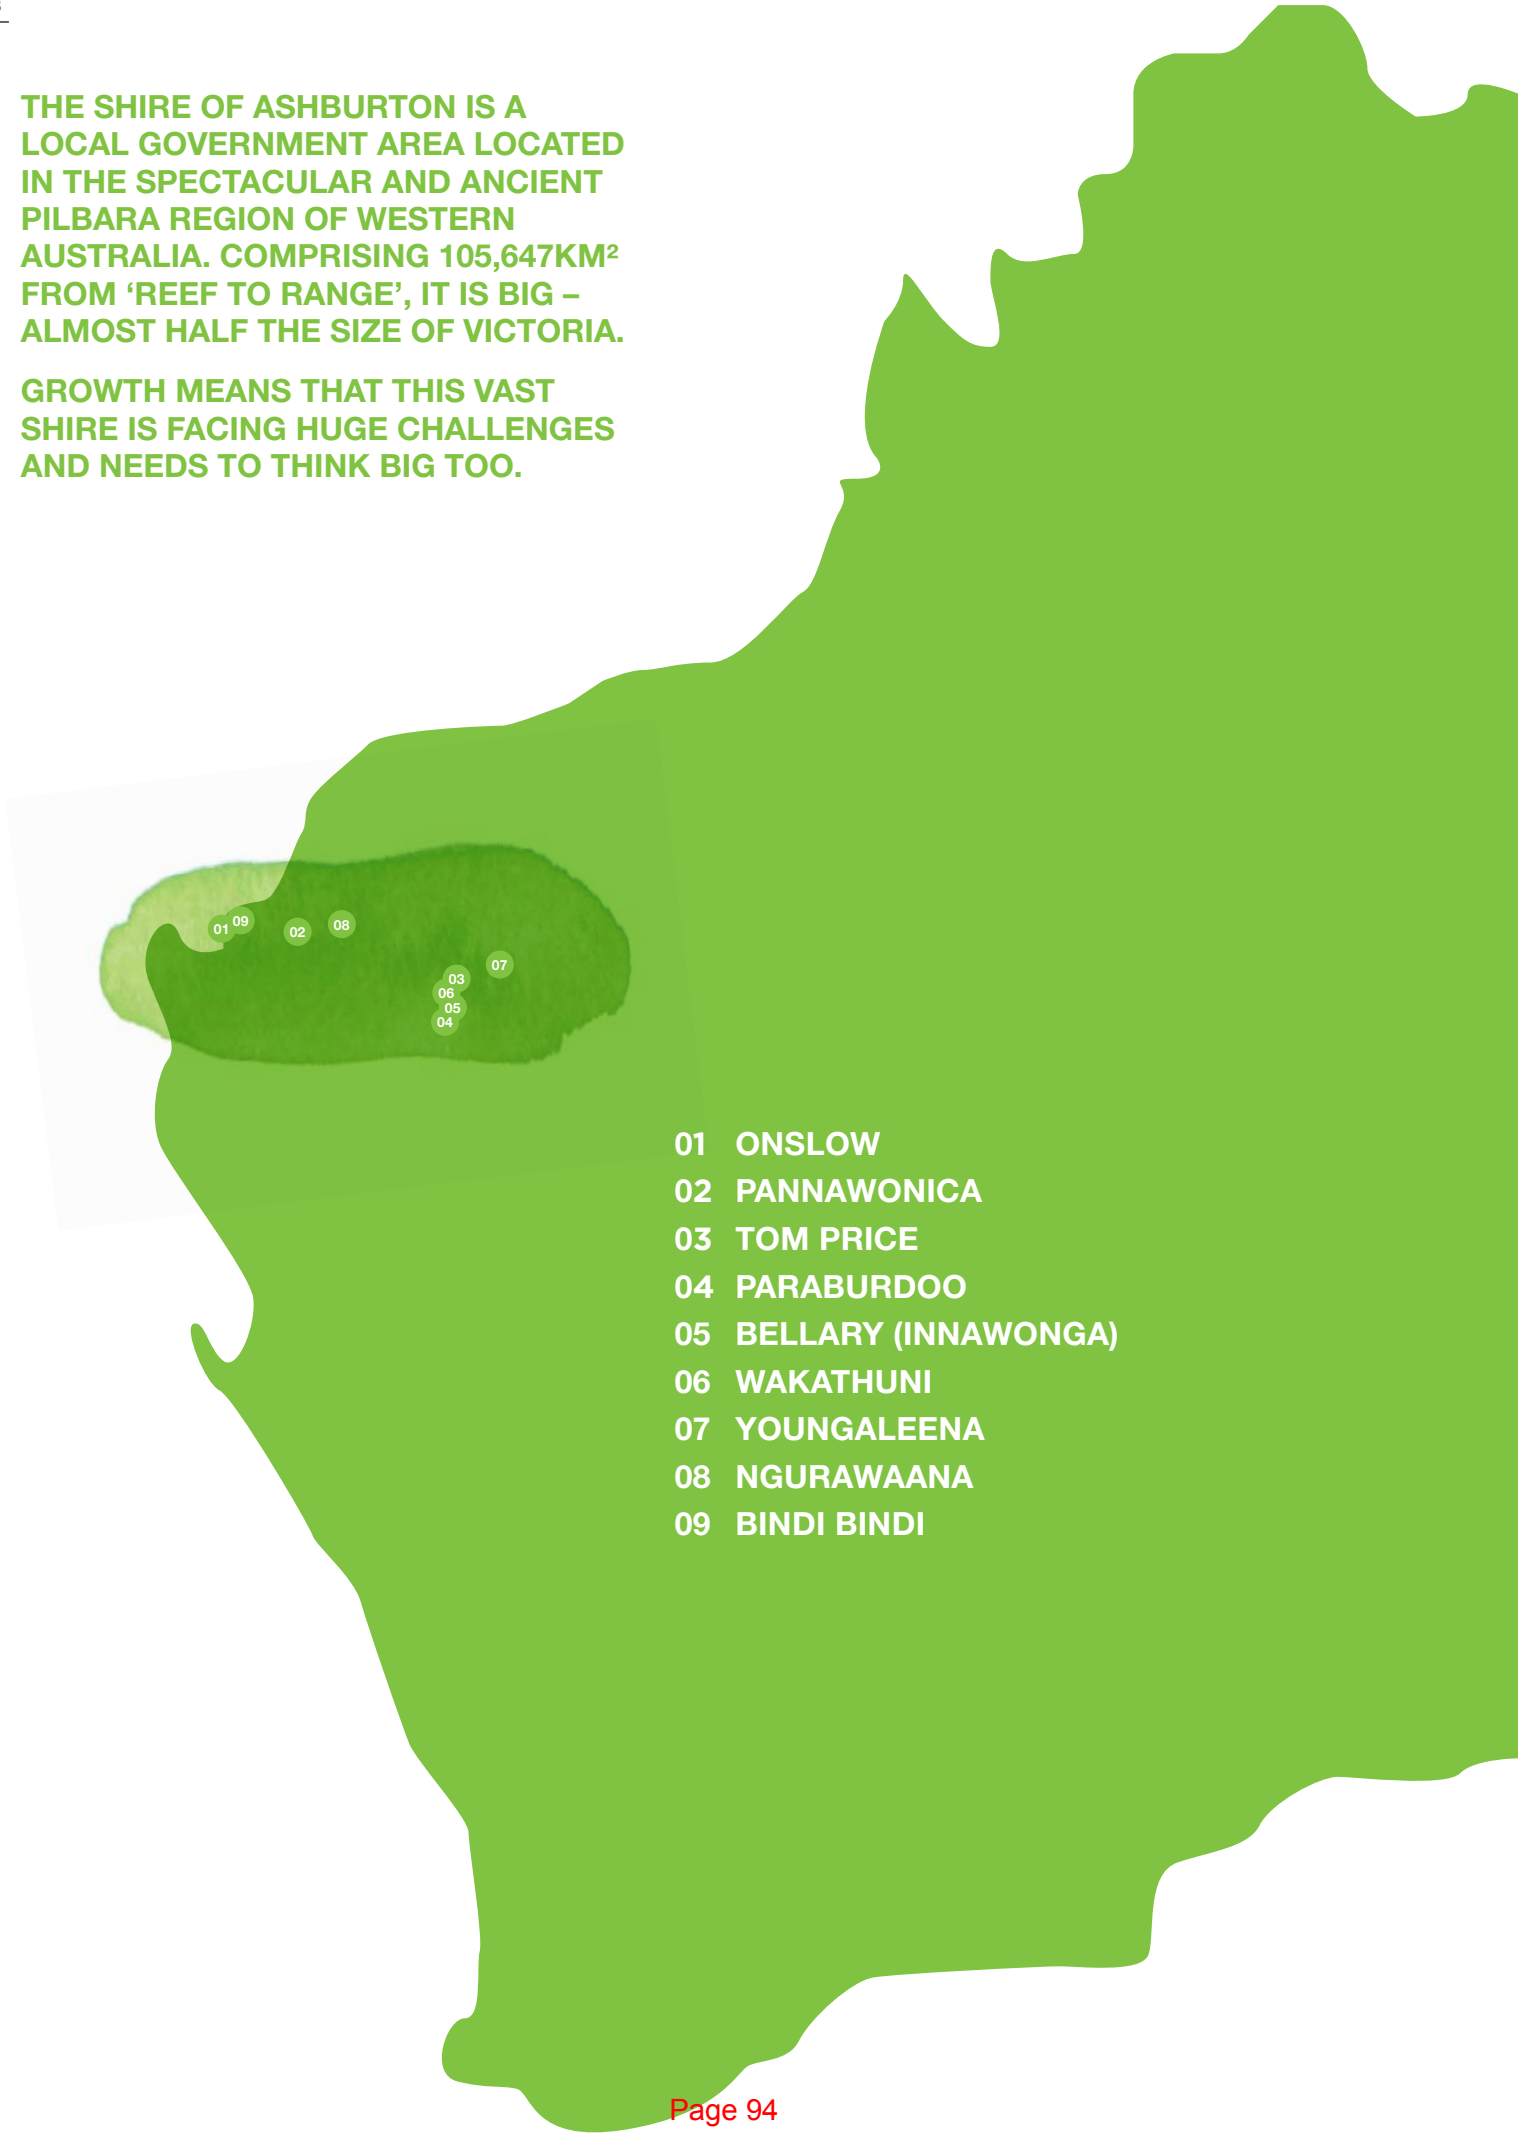 THE SHIRE OF ASHBURTON IS A
LOCAL GOVERNMENT AREA LOCATED
IN THE SPECTACULAR AND ANCIENT
PILBARA REGION OF WESTERN
AUSTRALIA. COMPRISING 105,647KM²
FROM ‘REEF TO RANGE’, IT IS BIG –
ALMOST HALF THE SIZE OF VICTORIA.
GROWTH MEANS THAT THIS VAST
SHIRE IS FACING HUGE CHALLENGES
AND NEEDS TO THINK BIG TOO.
01
09
02
08
07
03
06
05
04
01 ONSLOW
02 PANNAWONICA
03 TOM PRICE
04 PARABURDOO
05 BELLARY (INNAWONGA)
06 WAKATHUNI
07 YOUNGALEENA
08 NGURAWAANA
09 BINDI BINDI
Page 94